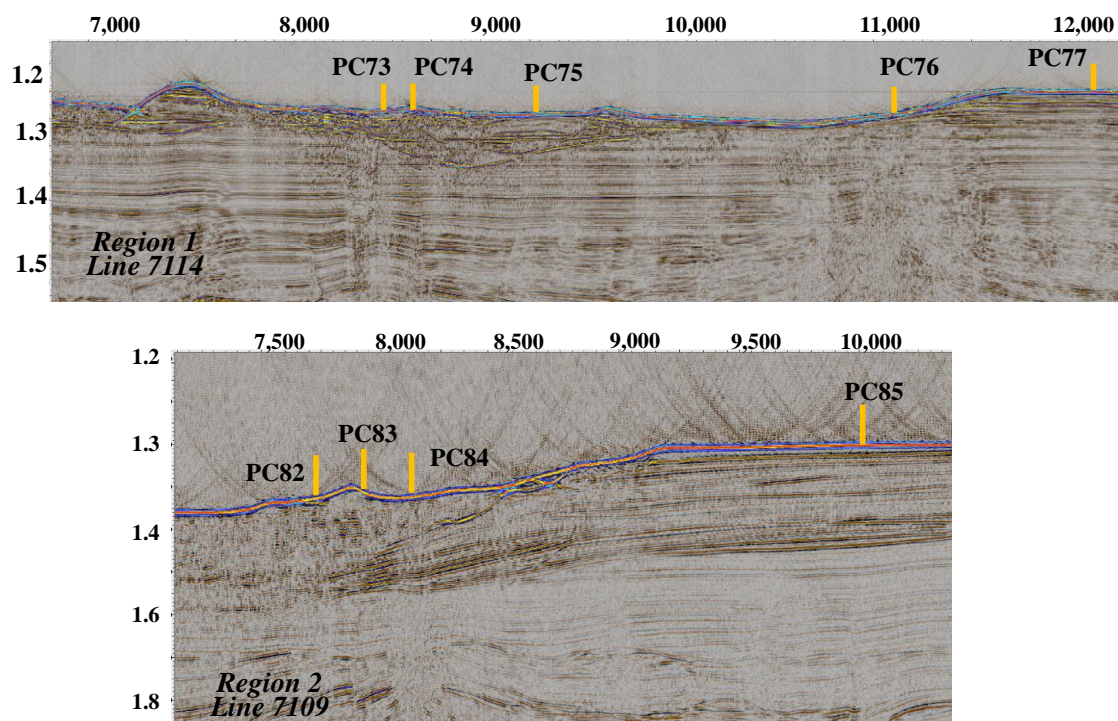 7,000 8,000 9,000 10,000 11,000 12,000
1.2
PC73 PC74 PC75 PC76 PC77
1.3
1.4
1.5
Region 1
Line 7114
7,500 8,000 8,500 9,000 9,500 10,000
1.2
1.3
PC82 PC83 PC84 PC85
1.4
1.6
1.8
Region 2
Line 7109